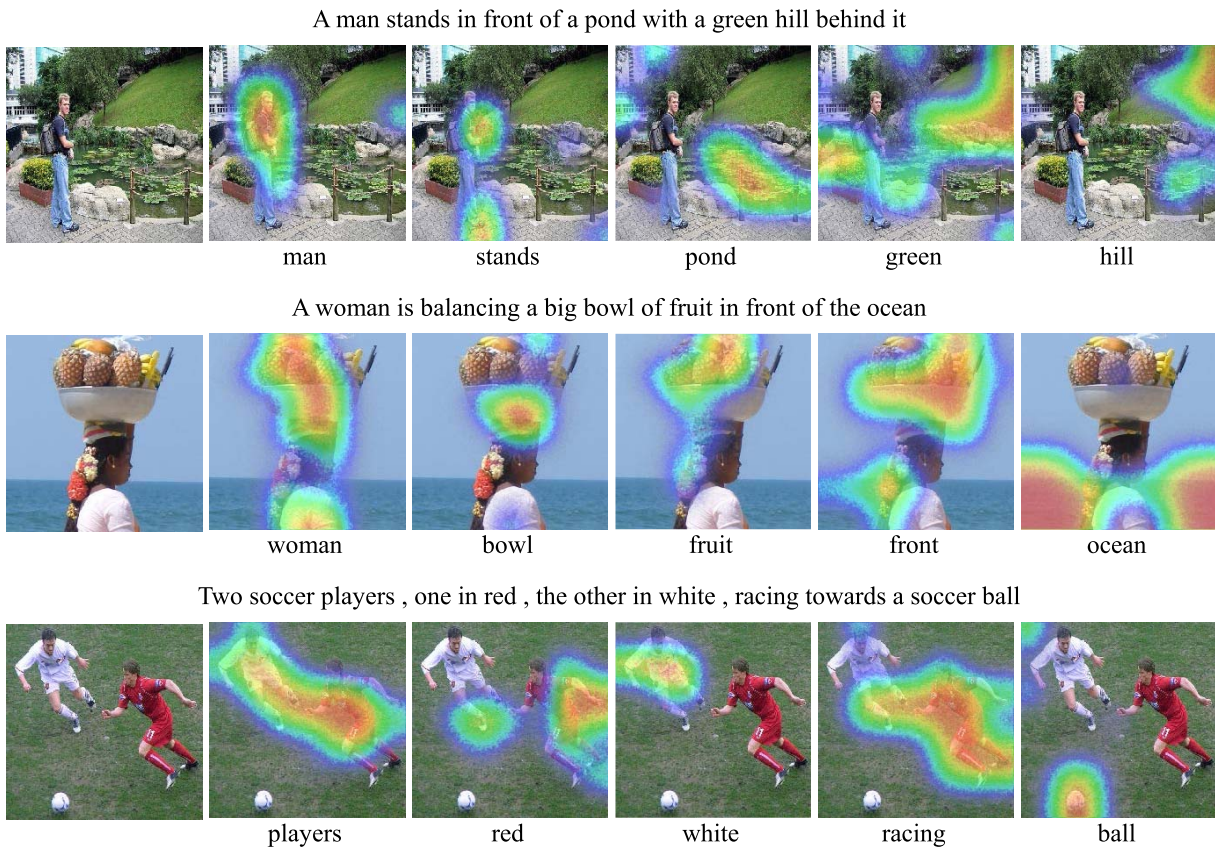 A man stands in front of a pond with a green hill behind it
man stands pond green hill
A woman is balancing a big bowl of fruit in front of the ocean
woman bowl fruit front ocean
Two soccer players , one in red , the other in white , racing towards a soccer ball
players red white racing ball